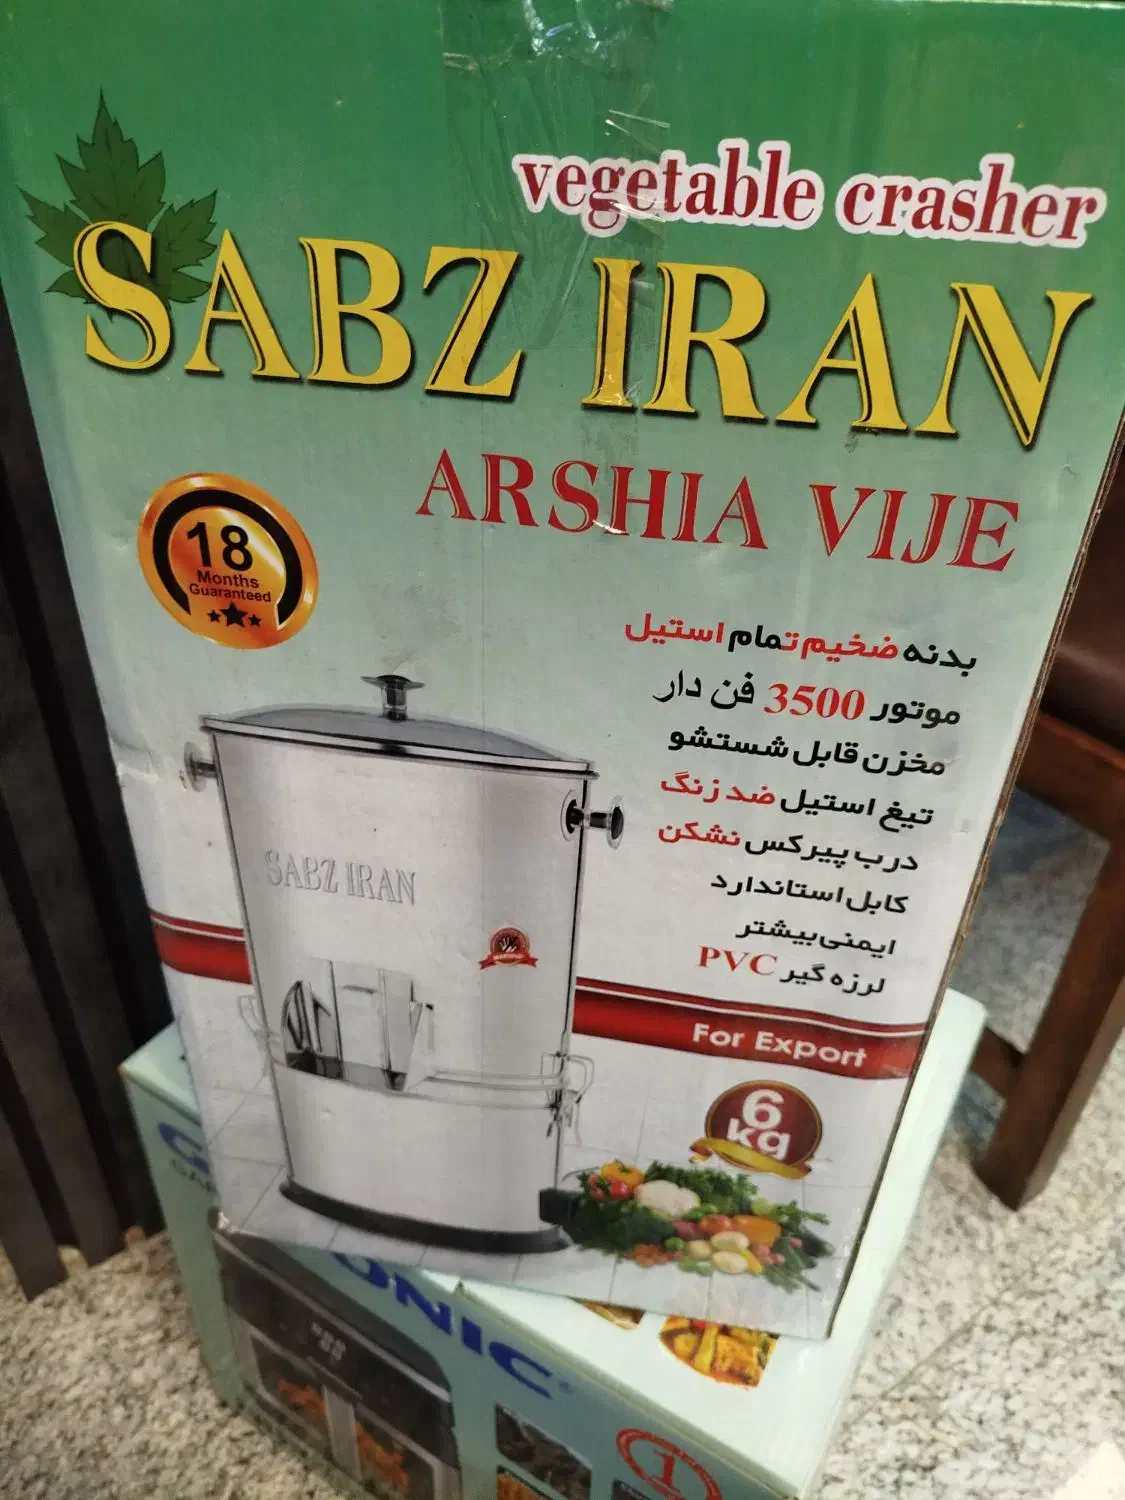 vegetable crasher
SABZ IRAN
ARSHIA VIJE
18
Months
Guaranteed
بدنه ضخیم تمام استیل
موتور 3500 فن دار
مخزن قابل شستشو
تیغ استیل ضد زنگ
درب پیرکس نشکن
کابل استاندارد
ایمنی بیشتر
لرزه گیر PVC
SABZ IRAN
For Export
6
kg
ONIC
1